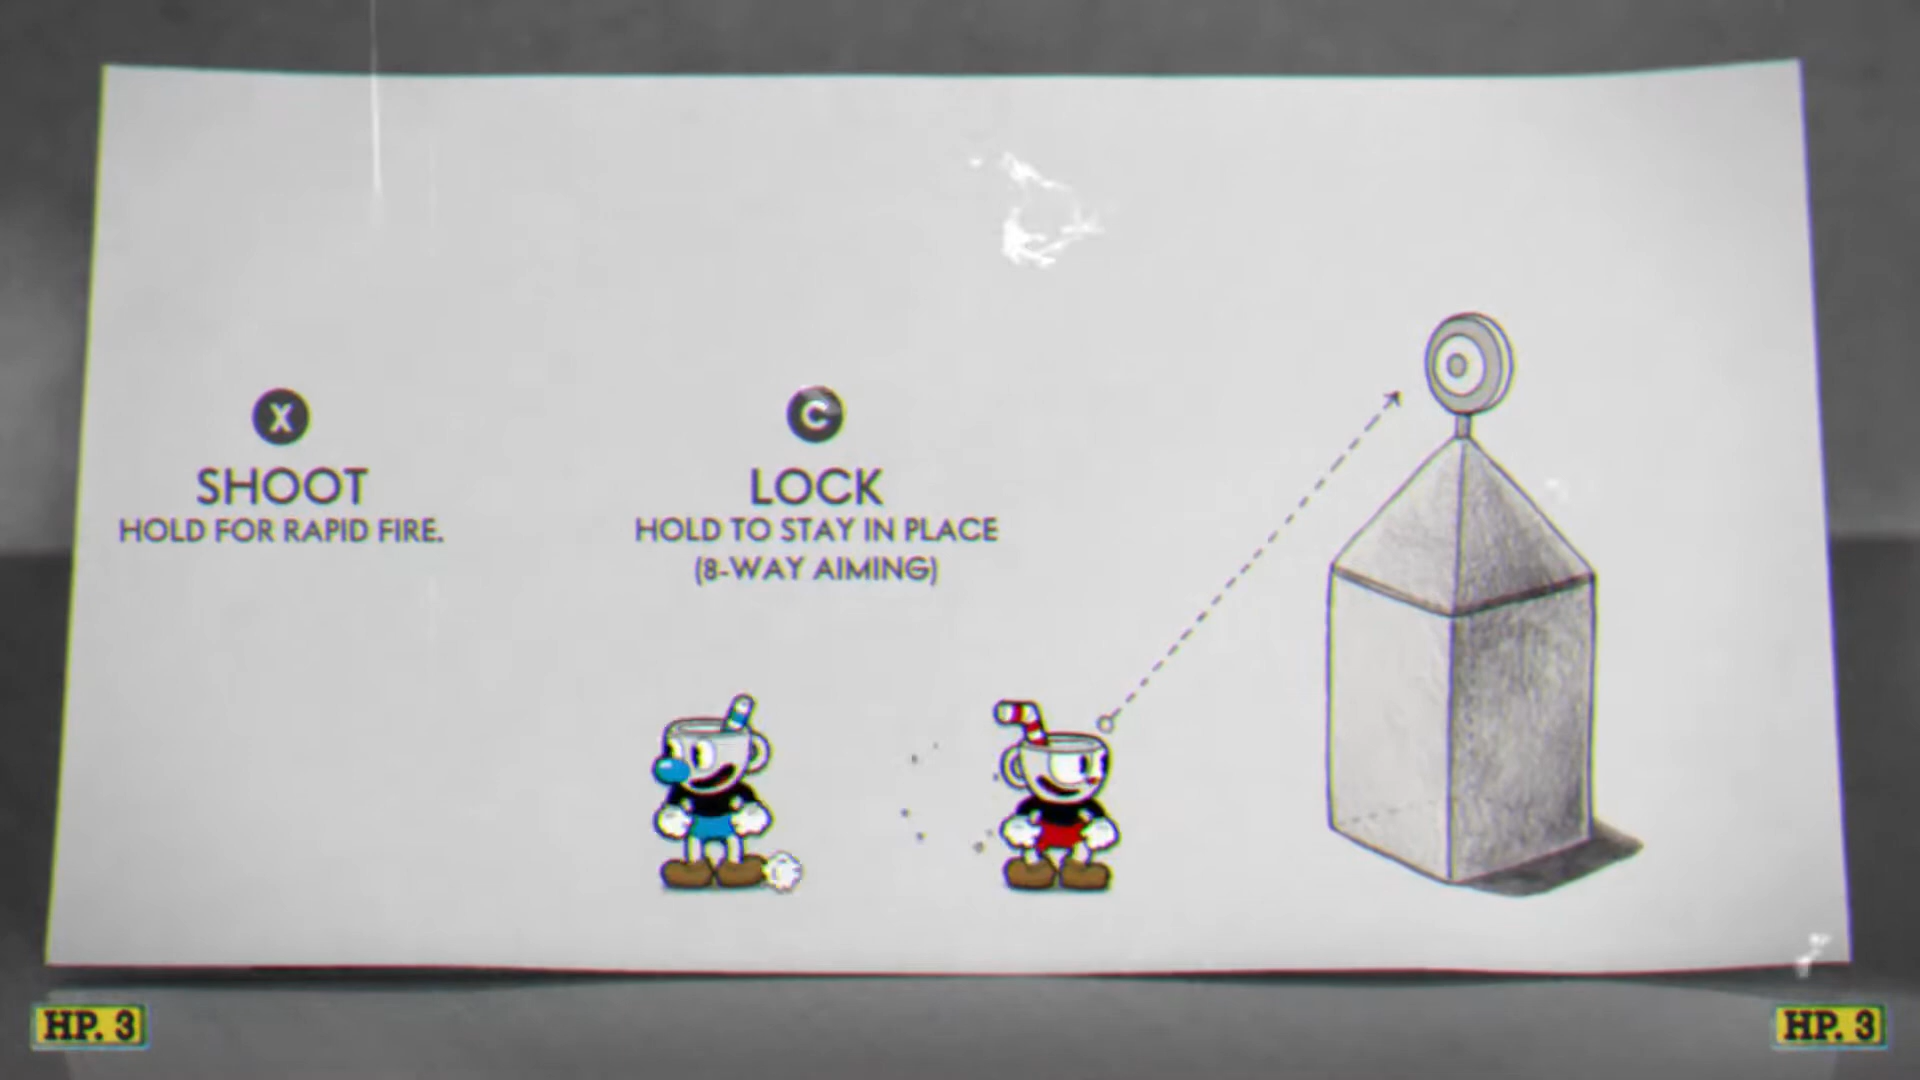 X
SHOOT
HOLD FOR RAPID FIRE.
C
LOCK
HOLD TO STAY IN PLACE
(8-WAY AIMING)
HP. 3
HP. 3